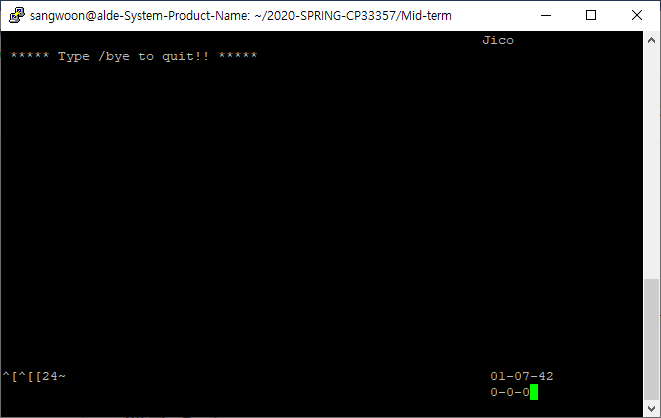 sangwoon@alde-System-Product-Name: ~/2020-SPRING-CP33357/Mid-term
Jico
***** Type /bye to quit!! *****
^[^[[24~ 01-07-42
0-0-0